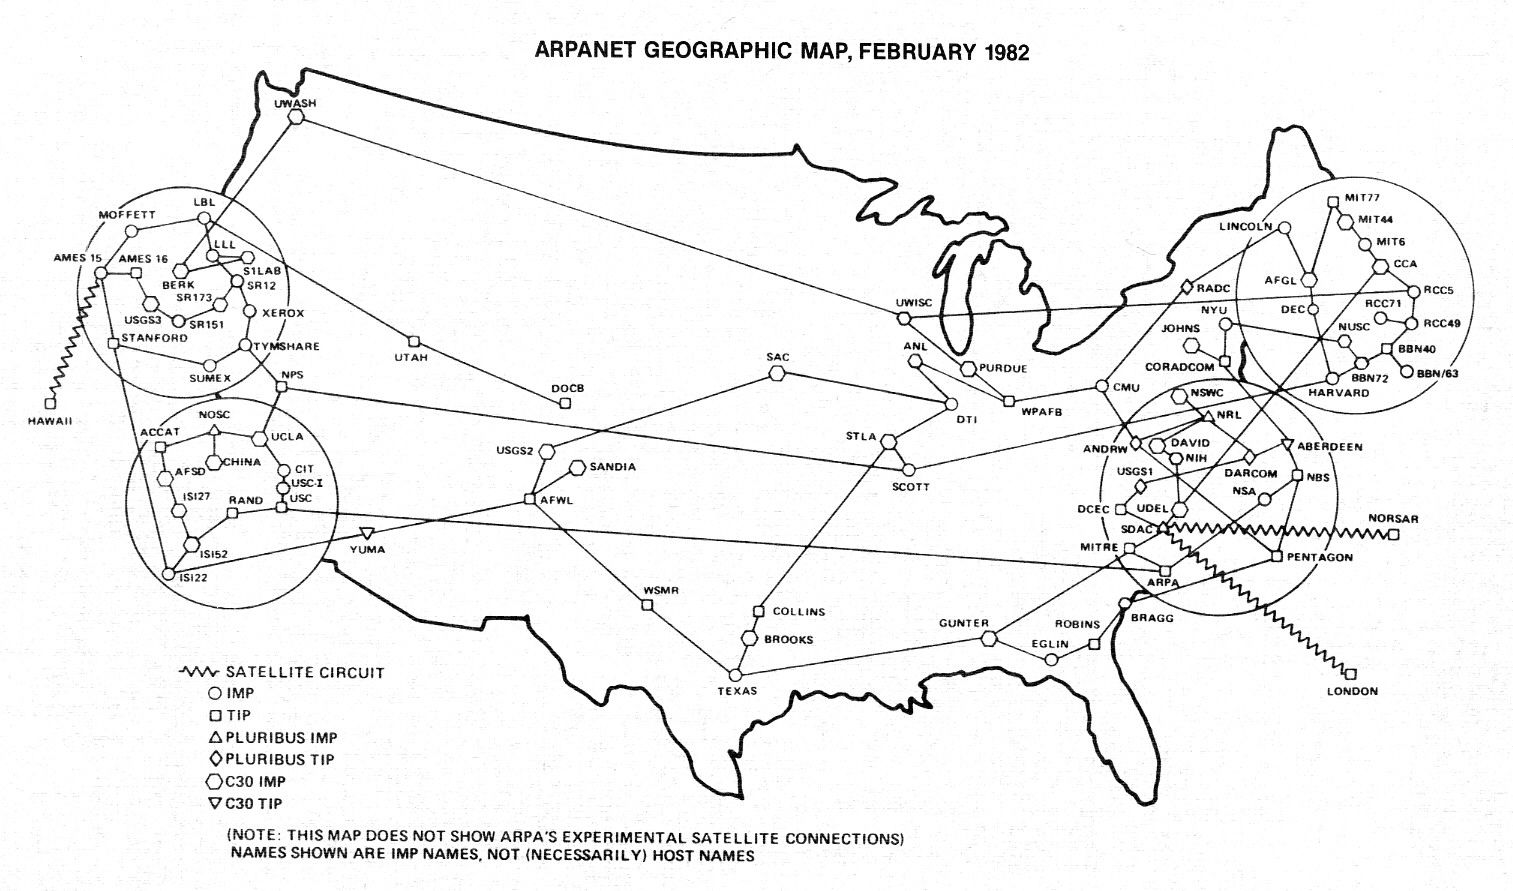 ARPANET GEOGRAPHIC MAP, FEBRUARY 1982
UWASH
LBL
MOFFETT
LLL
AMES 15
AMES 16
S1LAB
BERK
SR12
SR173
USGS3
SR151
XEROX
STANFORD
TYMSHARE
SUMEX
NPS
HAWAII
UTAH
DOCB
NOSC
ACCAT
UCLA
AFSD
CHINA
CIT
USC-I
ISI27
RAND
USC
ISI52
ISI22
YUMA
USGS2
SANDIA
AFWL
WSMR
SAC
STLA
SCOTT
DTI
ANL
UWISC
PURDUE
WPAFB
CMU
COLLINS
BROOKS
TEXAS
GUNTER
EGLIN
ROBINS
BRAGG
MIT77
MIT44
LINCOLN
MIT6
CCA
AFGL
RADC
RCC5
RCC71
NYU
DEC
RCC49
JOHNS
NUSC
BBN40
CORADCOM
BBN72
BBN/63
HARVARD
NSWC
NRL
ANDRW
DAVID
ABERDEEN
NIH
USGS1
DARCOM
NBS
NSA
DCEC
UDEL
SDAC
NORSAR
MITRE
PENTAGON
ARPA
LONDON
SATELLITE CIRCUIT
IMP
TIP
PLURIBUS IMP
PLURIBUS TIP
C30 IMP
C30 TIP
(NOTE: THIS MAP DOES NOT SHOW ARPA'S EXPERIMENTAL SATELLITE CONNECTIONS)
NAMES SHOWN ARE IMP NAMES, NOT (NECESSARILY) HOST NAMES